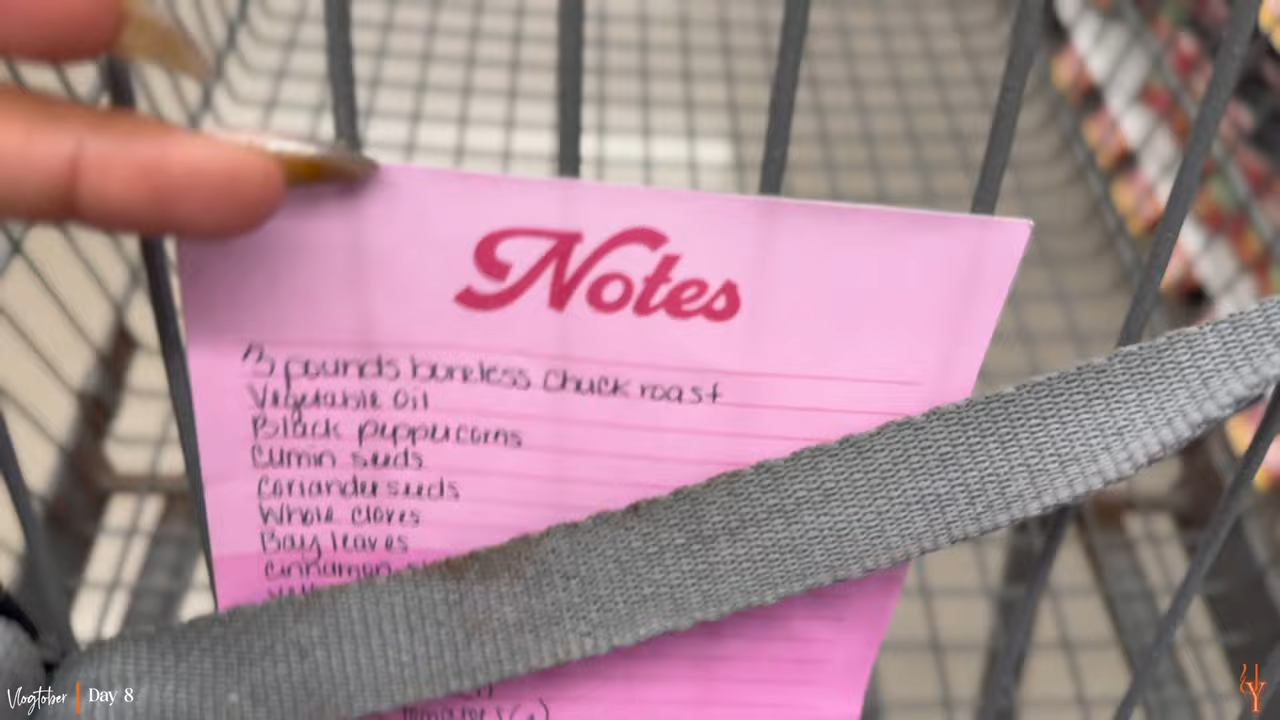 Notes
3 pounds boneless chuck roast
Vegetable Oil
Black peppercorns
Cumin seeds
Coriander seeds
Whole cloves
Bay leaves
Cinnamon
Vlogtober | Day 8